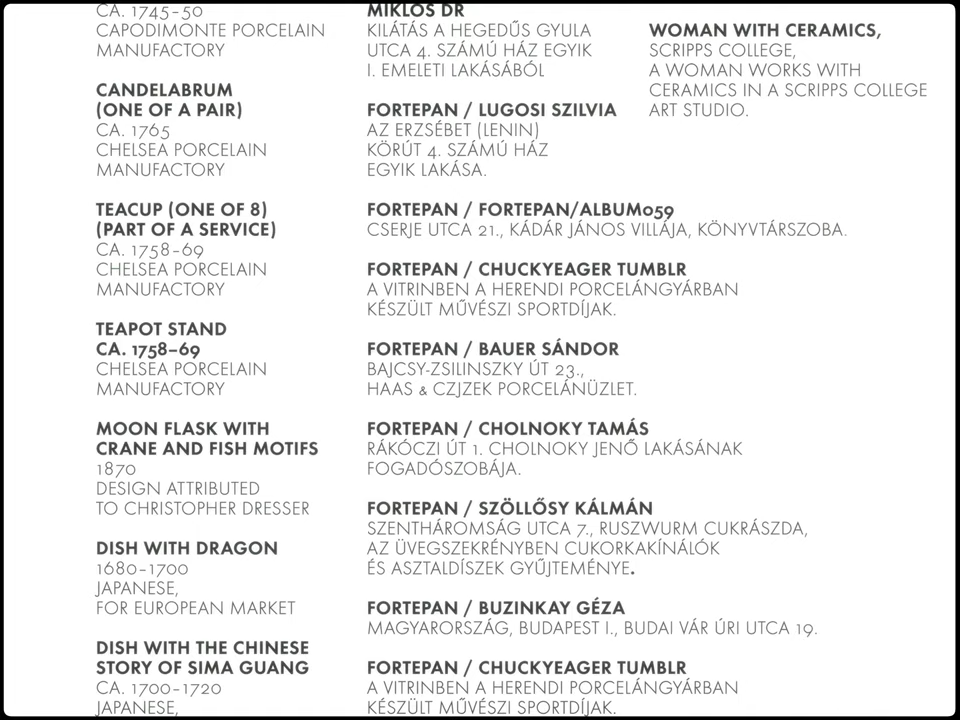 CA. 1745–50
CAPODIMONTE PORCELAIN
MANUFACTORY
CANDELABRUM
(ONE OF A PAIR)
CA. 1765
CHELSEA PORCELAIN
MANUFACTORY
TEACUP (ONE OF 8)
(PART OF A SERVICE)
CA. 1758–69
CHELSEA PORCELAIN
MANUFACTORY
TEAPOT STAND
CA. 1758–69
CHELSEA PORCELAIN
MANUFACTORY
MOON FLASK WITH
CRANE AND FISH MOTIFS
1870
DESIGN ATTRIBUTED
TO CHRISTOPHER DRESSER
DISH WITH DRAGON
1680–1700
JAPANESE,
FOR EUROPEAN MARKET
DISH WITH THE CHINESE
STORY OF SIMA GUANG
CA. 1700–1720
JAPANESE,
MIKLÓS DR
KILÁTÁS A HEGEDŰS GYULA
UTCA 4. SZÁMÚ HÁZ EGYIK
I. EMELETI LAKÁSÁBÓL
FORTEPAN / LUGOSI SZILVIA
AZ ERZSÉBET (LENIN)
KÖRÚT 4. SZÁMÚ HÁZ
EGYIK LAKÁSA.
FORTEPAN / FORTEPAN/ALBUM059
CSERJE UTCA 21., KÁDÁR JÁNOS VILLÁJA, KÖNYVTÁRSZOBA.
FORTEPAN / CHUCKYEAGER TUMBLR
A VITRINBEN A HERENDI PORCELÁNGYÁRBAN
KÉSZÜLT MŰVÉSZI SPORTDÍJAK.
FORTEPAN / BAUER SÁNDOR
BAJCSY-ZSILINSZKY ÚT 23.,
HAAS & CZJZEK PORCELÁNÜZLET.
FORTEPAN / CHOLNOKY TAMÁS
RÁKÓCZI ÚT 1. CHOLNOKY JENŐ LAKÁSÁNAK
FOGADÓSZOBÁJA.
FORTEPAN / SZÖLLŐSY KÁLMÁN
SZENTHÁROMSÁG UTCA 7., RUSZWURM CUKRÁSZDA,
AZ ÜVEGSZEKRÉNYBEN CUKORKAKÍNÁLÓK
ÉS ASZTALDÍSZEK GYŰJTEMÉNYE.
FORTEPAN / BUZINKAY GÉZA
MAGYARORSZÁG, BUDAPEST I., BUDAI VÁR ÚRI UTCA 19.
FORTEPAN / CHUCKYEAGER TUMBLR
A VITRINBEN A HERENDI PORCELÁNGYÁRBAN
KÉSZÜLT MŰVÉSZI SPORTDÍJAK.
WOMAN WITH CERAMICS,
SCRIPPS COLLEGE,
A WOMAN WORKS WITH
CERAMICS IN A SCRIPPS COLLEGE
ART STUDIO.